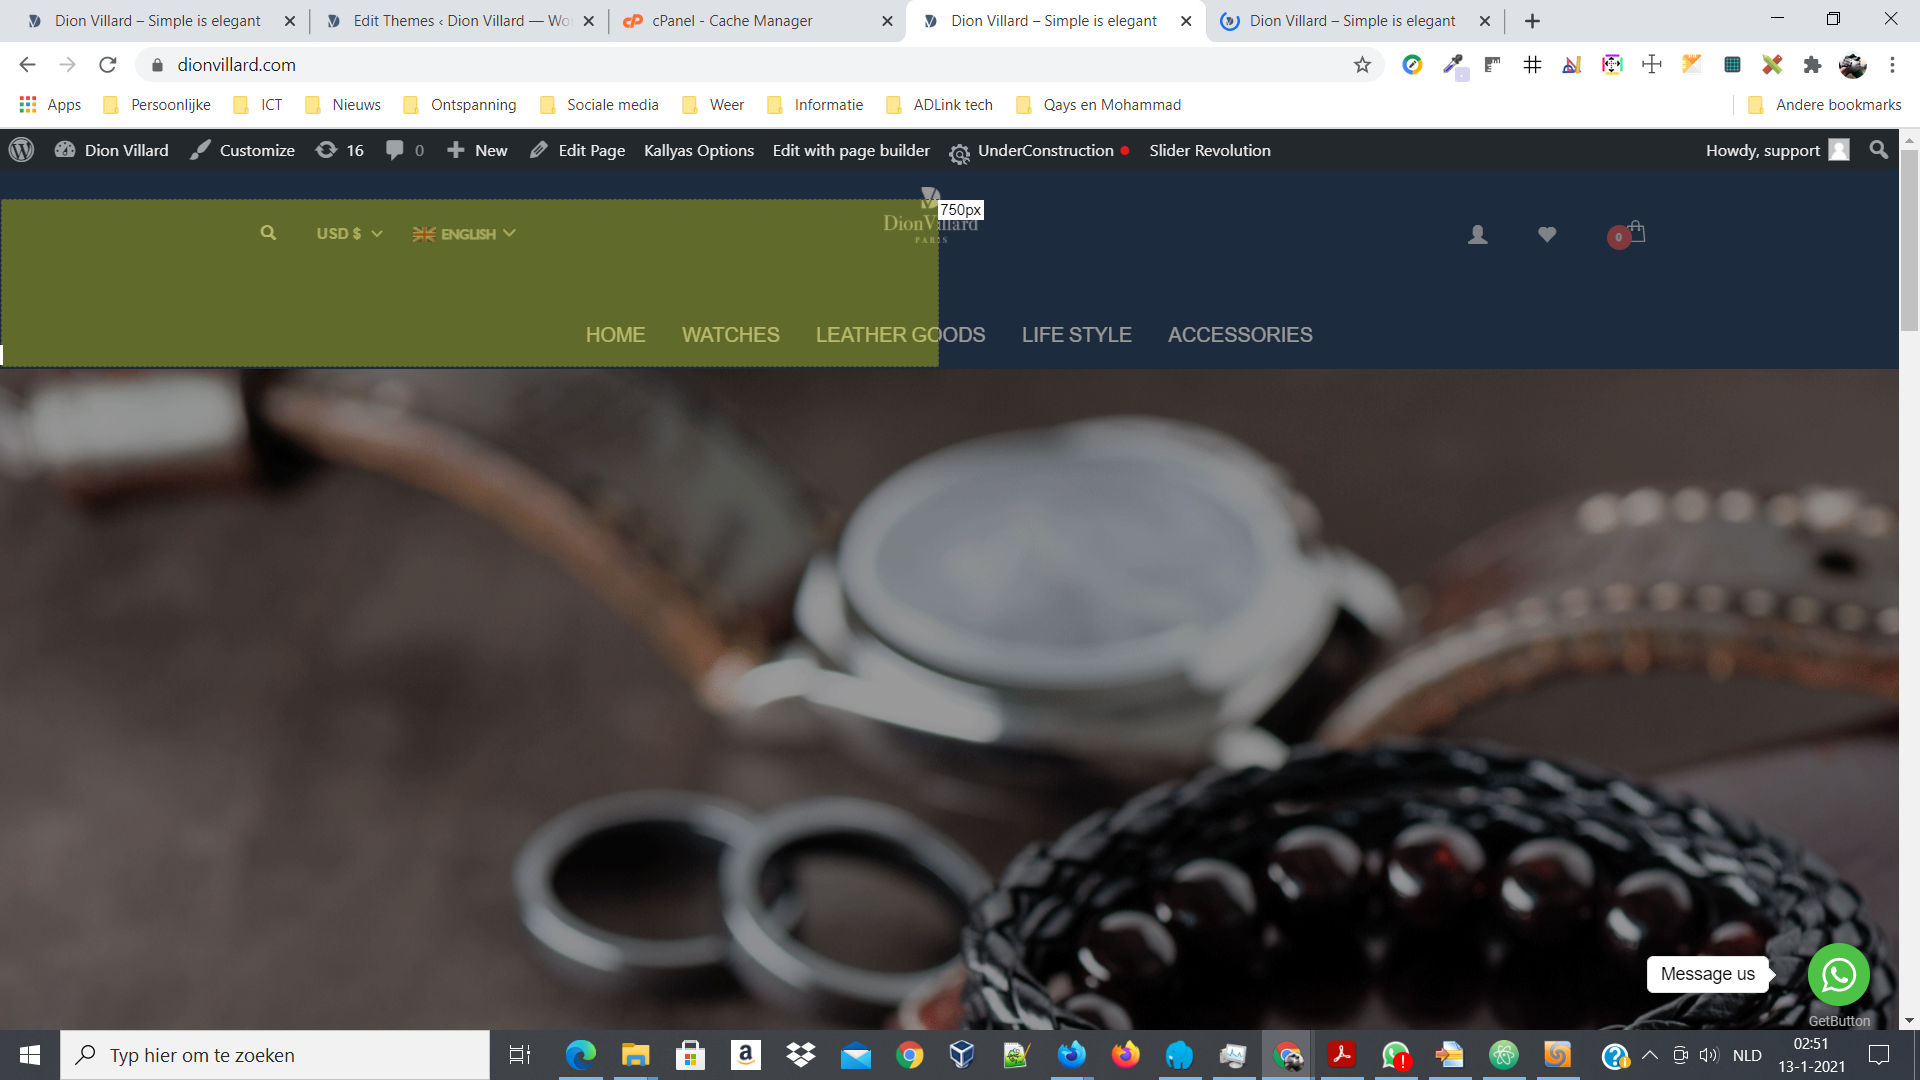 Dion Villard – Simple is elegant
Edit Themes ‹ Dion Villard — Wo
cPanel - Cache Manager
Dion Villard – Simple is elegant
Dion Villard – Simple is elegant
dionvillard.com
Apps
Persoonlijke
ICT
Nieuws
Ontspanning
Sociale media
Weer
Informatie
ADLink tech
Qays en Mohammad
Andere bookmarks
Dion Villard
Customize
16
0
New
Edit Page
Kallyas Options
Edit with page builder
UnderConstruction
Slider Revolution
Howdy, support
750px
USD $
ENGLISH
DionVillard
PARIS
0
HOME
WATCHES
LEATHER GOODS
LIFE STYLE
ACCESSORIES
Message us
GetButton
Typ hier om te zoeken
NLD
02:51
13-1-2021